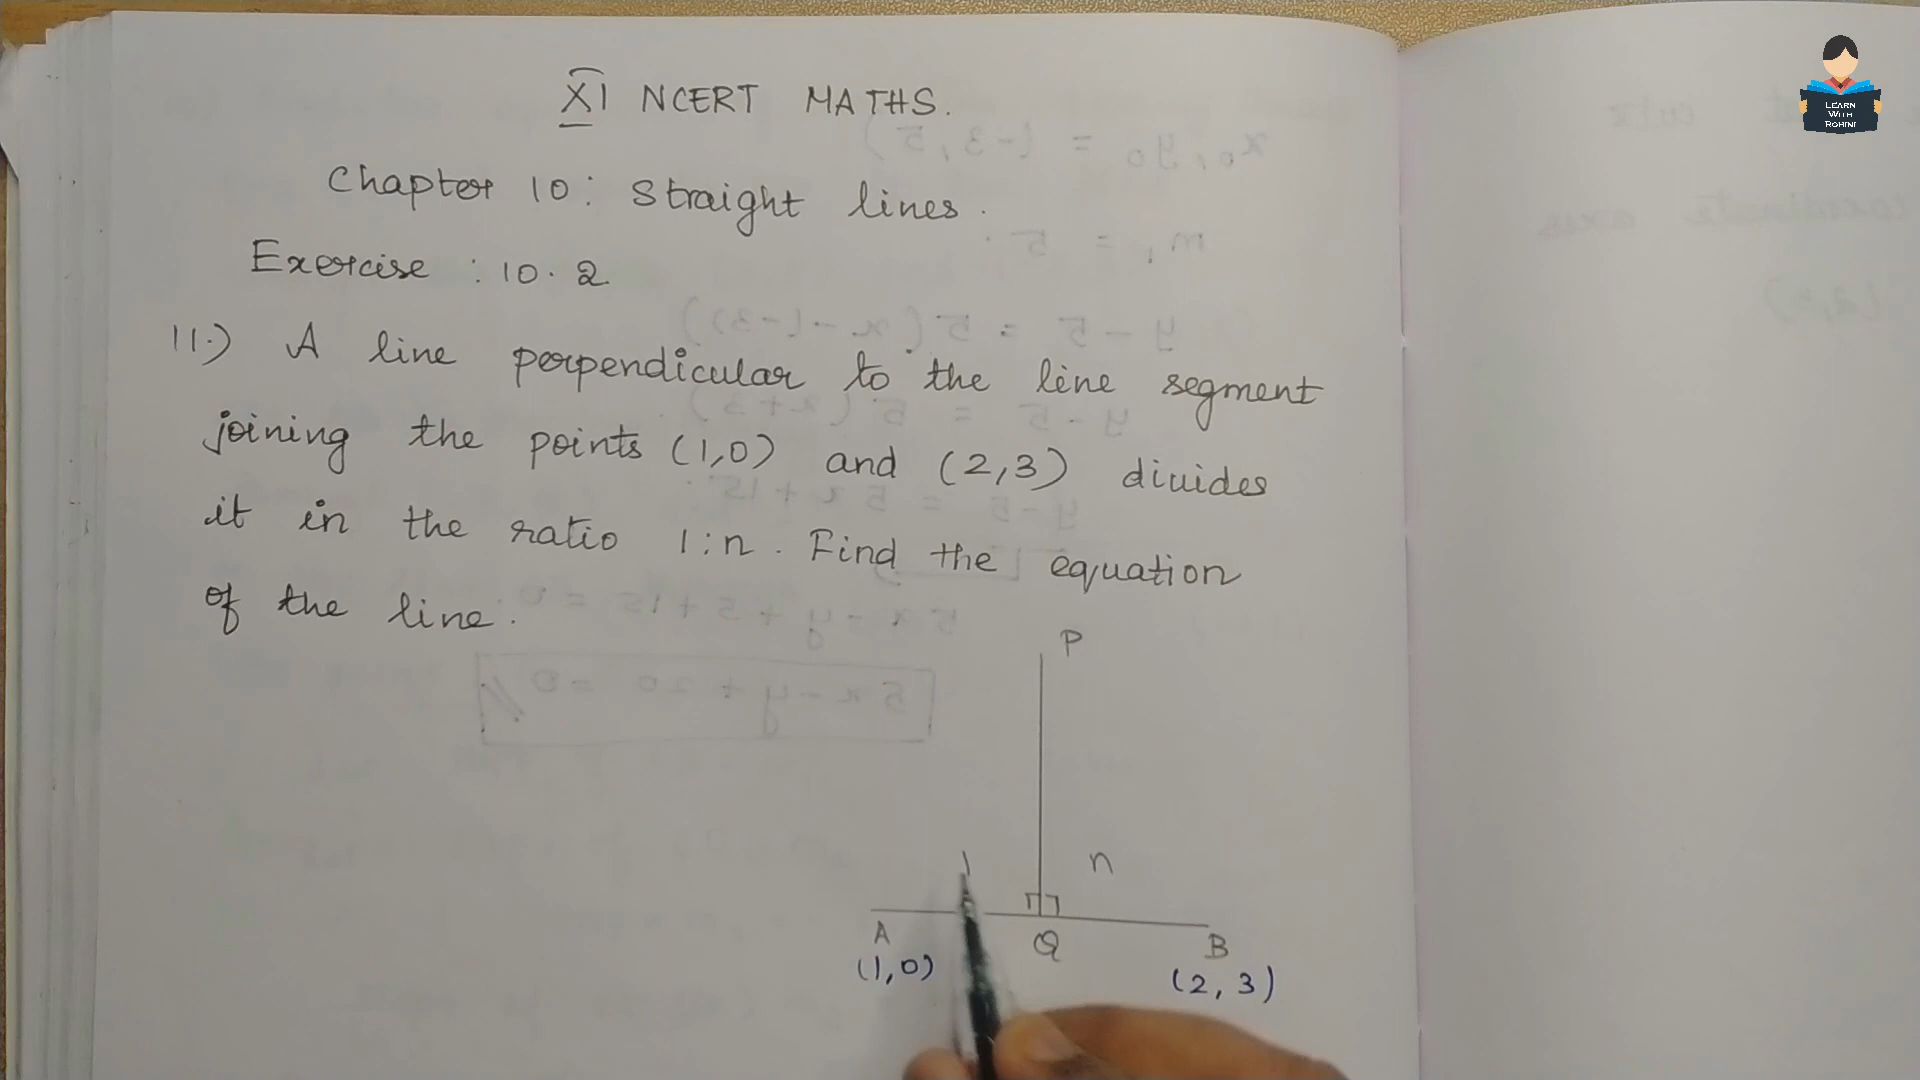 XI NCERT MATHS.
Chapter 10: Straight lines.
Exercise : 10.2
11.) A line perpendicular to the line segment
joining the points (1,0) and (2,3) divides
it in the ratio 1:n. Find the equation
of the line.
P
1 n
A Q B
(1,0) (2,3)
LEARN
WITH
ROHINI